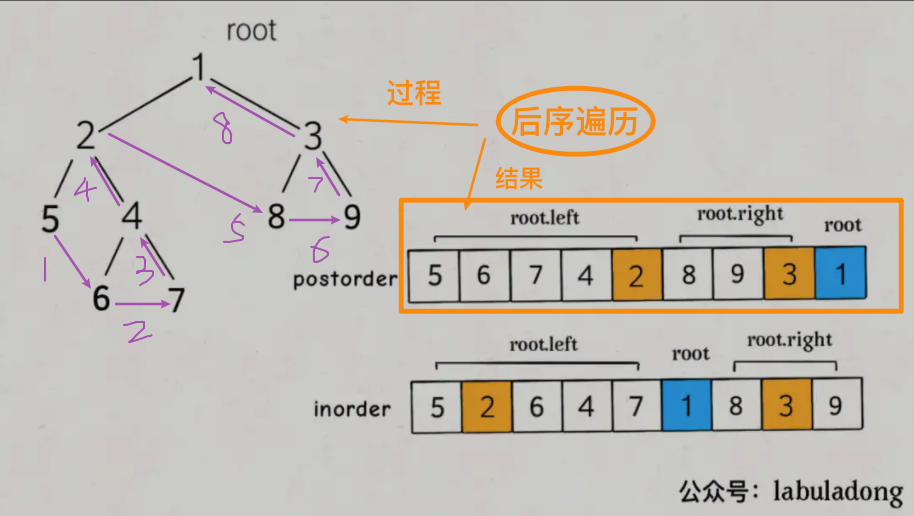 root
1
过程
后序遍历
8
2
3
结果
4
7
5
4
8
9
5
6
root.left
root.right
root
1
3
postorder
5 6 7 4 2 8 9 3 1
6
7
2
root.left
root
root.right
inorder
5 2 6 4 7 1 8 3 9
公众号：labuladong